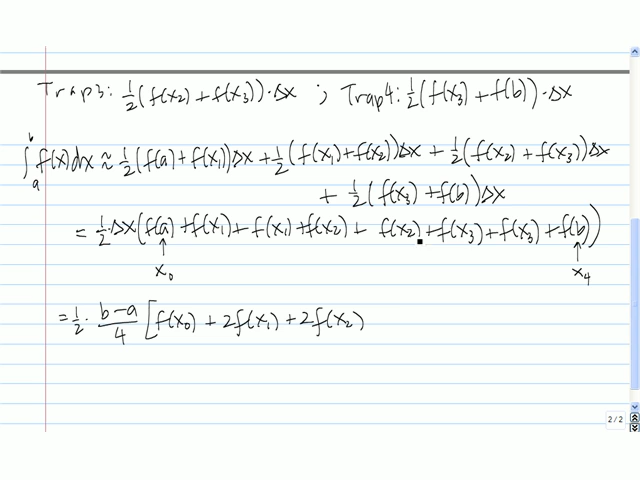 Trap3: 1/2(f(x₂)+f(x₃))·Δx ; Trap4: 1/2(f(x₃)+f(b))·Δx
∫ₐᵇ f(x)dx ≈ 1/2(f(a)+f(x₁))Δx + 1/2(f(x₁)+f(x₂))Δx + 1/2(f(x₂)+f(x₃))Δx
+ 1/2(f(x₃)+f(b))Δx
= 1/2·Δx(f(a)+f(x₁)+f(x₁)+f(x₂)+f(x₂)+f(x₃)+f(x₃)+f(b))
↑ ↑
x₀ x₄
= 1/2 · (b-a)/4 [f(x₀) + 2f(x₁) + 2f(x₂)
2/2